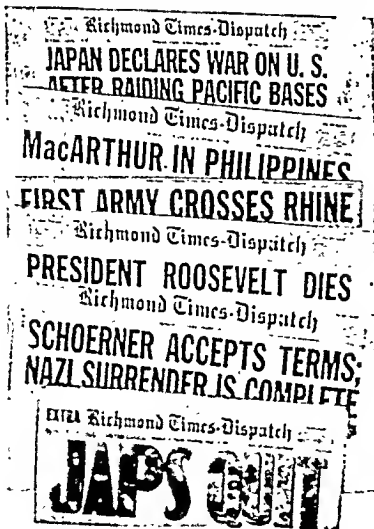 Richmond Times-Dispatch
JAPAN DECLARES WAR ON U. S.
AFTER RAIDING PACIFIC BASES
Richmond Times-Dispatch
MacARTHUR IN PHILIPPINES
FIRST ARMY CROSSES RHINE
Richmond Times-Dispatch
PRESIDENT ROOSEVELT DIES
Richmond Times-Dispatch
SCHOERNER ACCEPTS TERMS;
NAZI SURRENDER IS COMPLETE
EXTRA Richmond Times-Dispatch
JAPS QUIT